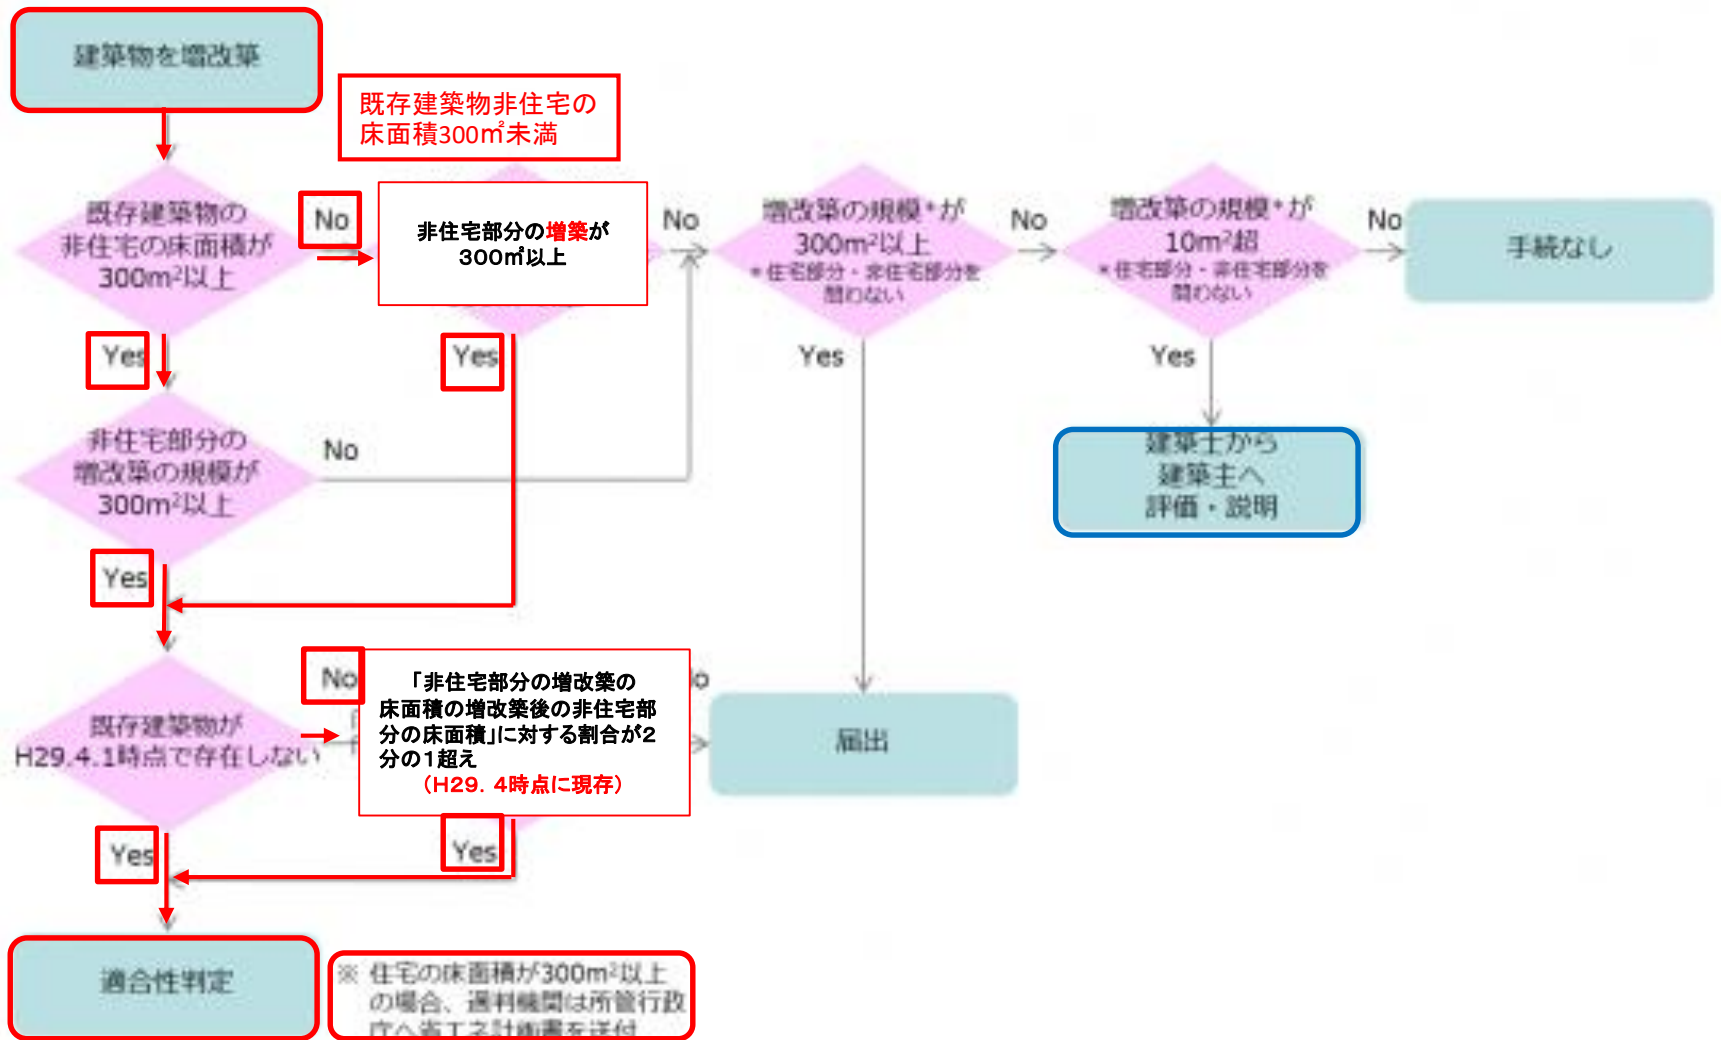 建築物を増改築
既存建築物非住宅の
床面積300㎡未満
既存建築物の
非住宅の床面積が
300m²以上
No
非住宅部分の増築が
300㎡以上
No
増改築の規模*が
300m²以上
*住宅部分・非住宅部分を
問わない
No
増改築の規模*が
10m²超
*住宅部分・非住宅部分を
問わない
No
手続なし
Yes
Yes
Yes
Yes
非住宅部分の
増改築の規模が
300m²以上
No
建築士から
建築主へ
評価・説明
Yes
既存建築物が
H29.4.1時点で存在しない
No
「非住宅部分の増改築の
床面積の増改築後の非住宅部
分の床面積」に対する割合が2
分の1超え
（H29．4時点に現存）
届出
Yes
Yes
適合性判定
※ 住宅の床面積が300m²以上
の場合、適判機関は所管行政
庁へ省エネ計画書を送付